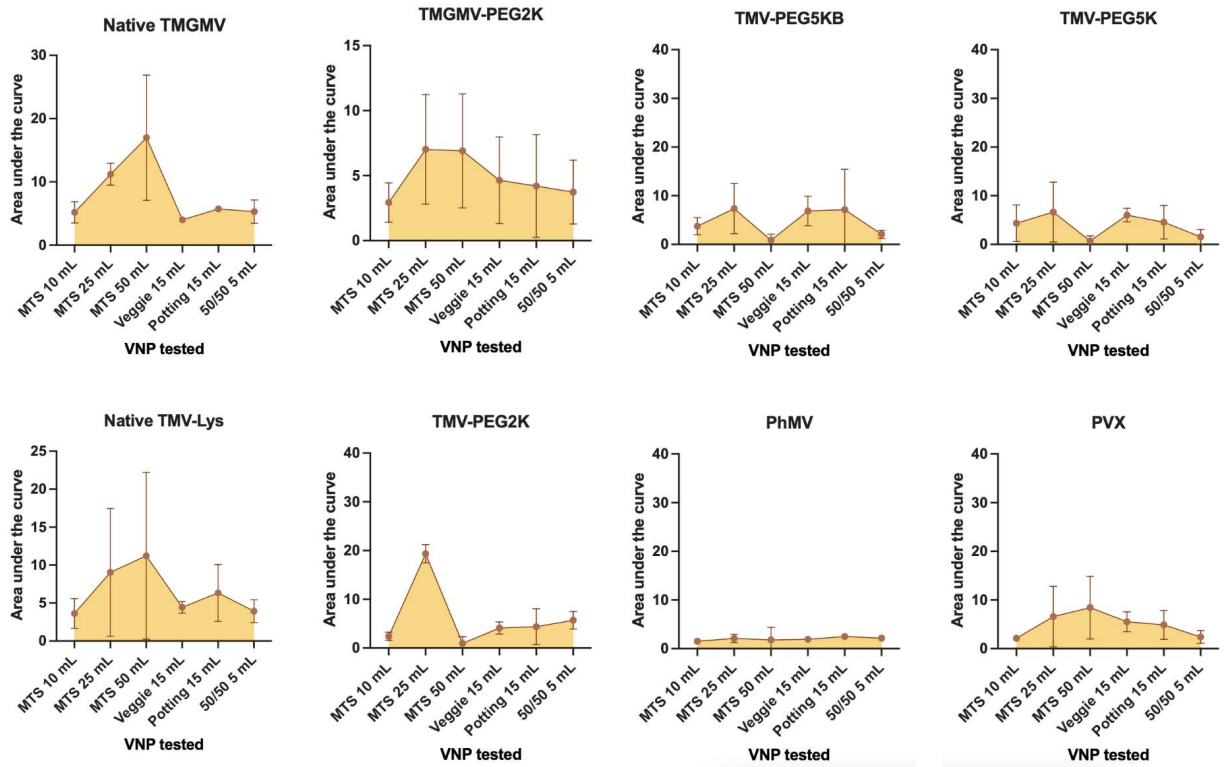 Native TMGMV
Area under the curve
30
20
10
0
MTS 10 mL
MTS 25 mL
MTS 50 mL
Veggie 15 mL
Potting 15 mL
50/50 5 mL
VNP tested
TMGMV-PEG2K
Area under the curve
15
10
5
0
MTS 10 mL
MTS 25 mL
MTS 50 mL
Veggie 15 mL
Potting 15 mL
50/50 5 mL
VNP tested
TMV-PEG5KB
Area under the curve
40
30
20
10
0
MTS 10 mL
MTS 25 mL
MTS 50 mL
Veggie 15 mL
Potting 15 mL
50/50 5 mL
VNP tested
TMV-PEG5K
Area under the curve
40
30
20
10
0
MTS 10 mL
MTS 25 mL
MTS 50 mL
Veggie 15 mL
Potting 15 mL
50/50 5 mL
VNP tested
Native TMV-Lys
Area under the curve
25
20
15
10
5
0
MTS 10 mL
MTS 25 mL
MTS 50 mL
Veggie 15 mL
Potting 15 mL
50/50 5 mL
VNP tested
TMV-PEG2K
Area under the curve
40
30
20
10
0
MTS 10 mL
MTS 25 mL
MTS 50 mL
Veggie 15 mL
Potting 15 mL
50/50 5 mL
VNP tested
PhMV
Area under the curve
40
30
20
10
0
MTS 10 mL
MTS 25 mL
MTS 50 mL
Veggie 15 mL
Potting 15 mL
50/50 5 mL
VNP tested
PVX
Area under the curve
40
30
20
10
0
MTS 10 mL
MTS 25 mL
MTS 50 mL
Veggie 15 mL
Potting 15 mL
50/50 5 mL
VNP tested